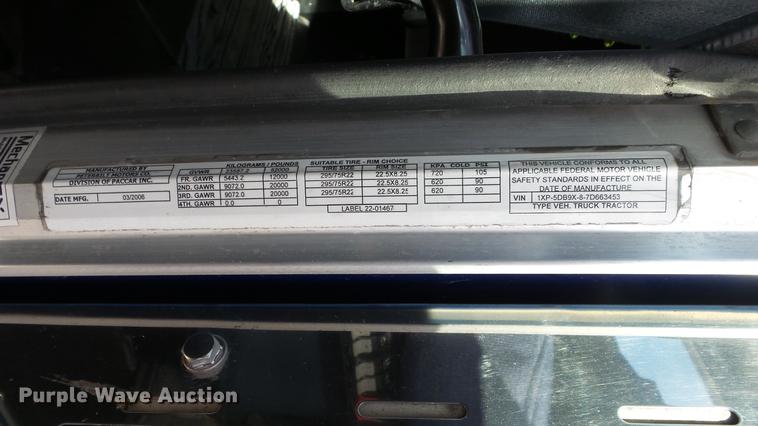 Mech
MANUFACTURED BY
PETERBILT MOTORS CO.
DIVISION OF PACCAR INC.
DATE MFG. 03/2006
KILOGRAMS / POUNDS
GVWR 23587.2 52000
FR. GAWR 5443.2 12000
2ND. GAWR 9072.0 20000
3RD. GAWR 9072.0 20000
4TH. GAWR 0.0 0
SUITABLE TIRE - RIM CHOICE
TIRE SIZE RIM SIZE
295/75R22 22.5X8.25
295/75R22 22.5X8.25
295/75R22 22.5X8.25
LABEL 22-01467
KPA COLD PSI
720 105
620 90
620 90
THIS VEHICLE CONFORMS TO ALL
APPLICABLE FEDERAL MOTOR VEHICLE
SAFETY STANDARDS IN EFFECT ON THE
DATE OF MANUFACTURE
VIN 1XP-5DB9X-8-7D663453
TYPE VEH. TRUCK TRACTOR
Purple Wave Auction